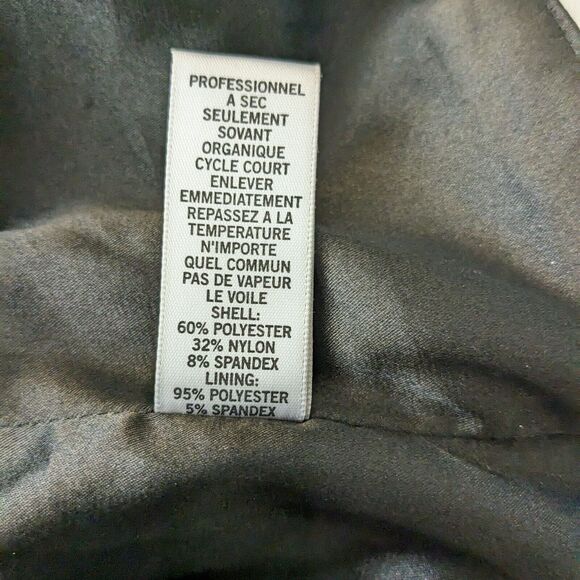 PROFESSIONNEL
A SEC
SEULEMENT
SOVANT
ORGANIQUE
CYCLE COURT
ENLEVER
EMMEDIATEMENT
REPASSEZ A LA
TEMPERATURE
N'IMPORTE
QUEL COMMUN
PAS DE VAPEUR
LE VOILE
SHELL:
60% POLYESTER
32% NYLON
8% SPANDEX
LINING:
95% POLYESTER
5% SPANDEX